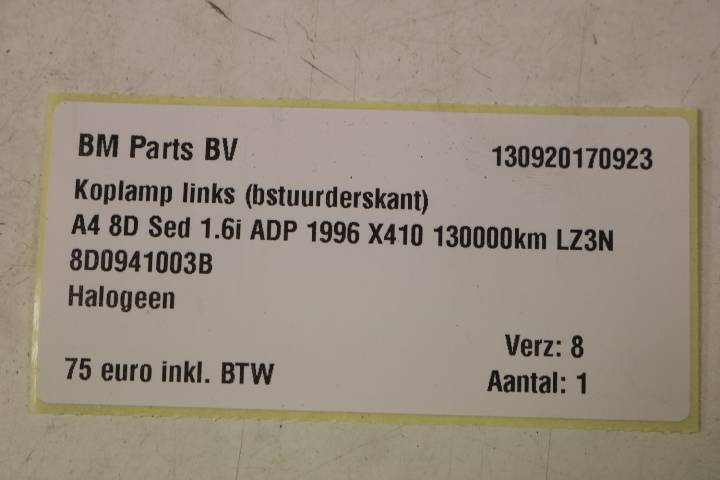 BM Parts BV 130920170923
Koplamp links (bstuurderskant)
A4 8D Sed 1.6i ADP 1996 X410 130000km LZ3N
8D0941003B
Halogeen
Verz: 8
75 euro inkl. BTW
Aantal: 1